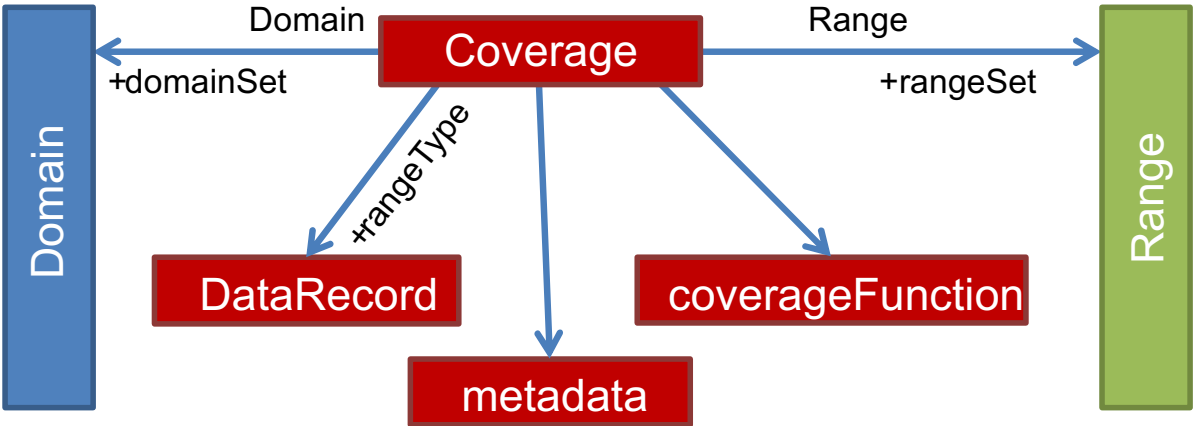 Domain
Coverage
Range
+domainSet
+rangeSet
+rangeType
Domain
Range
DataRecord
coverageFunction
metadata